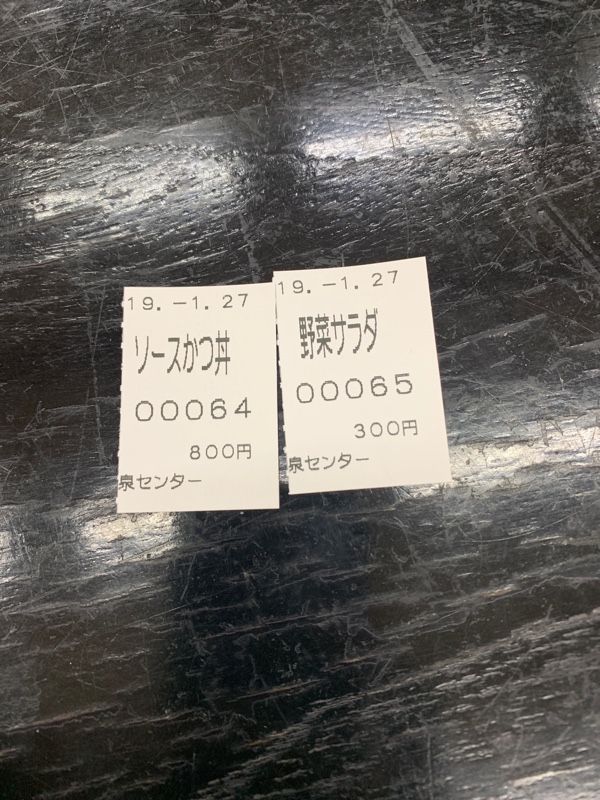 19.-1.27
ソースかつ丼
00064
800円
泉センター
19.-1.27
野菜サラダ
00065
300円
泉センター